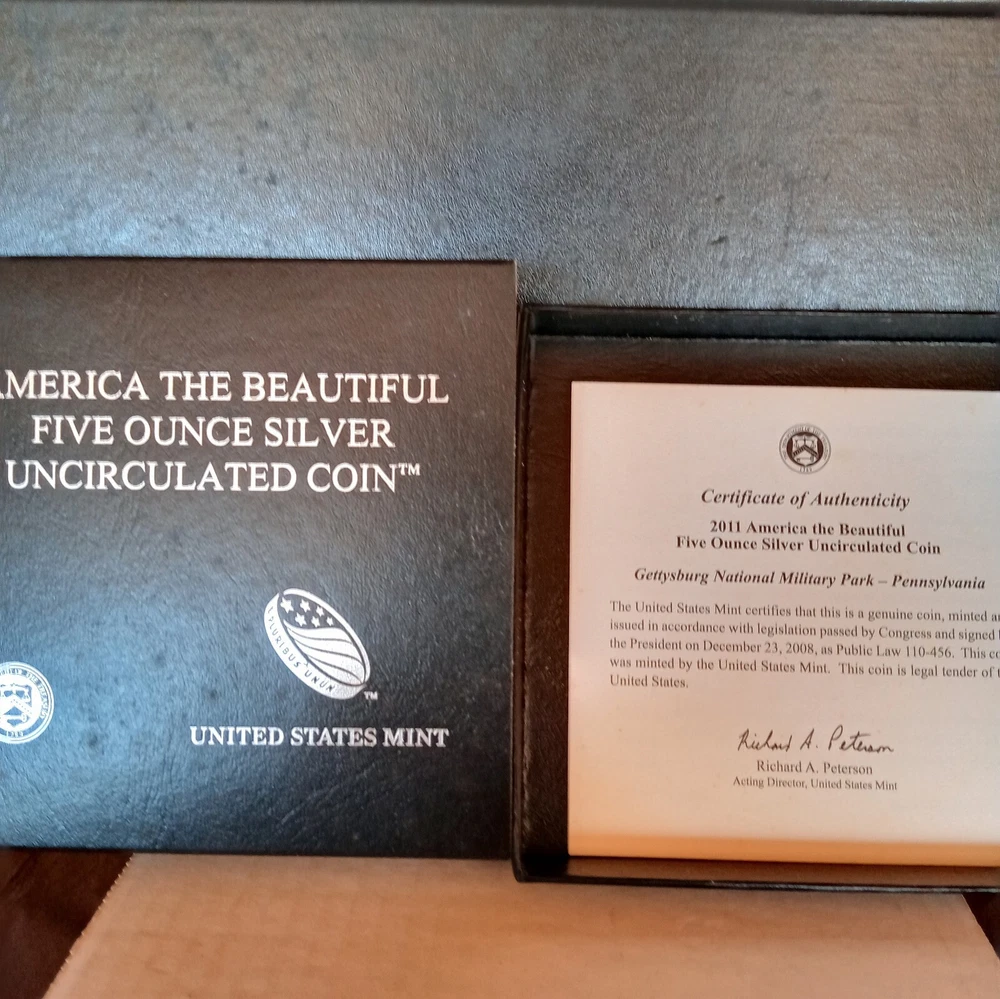 AMERICA THE BEAUTIFUL
FIVE OUNCE SILVER
UNCIRCULATED COIN™
PLURIBUS UNUM
TM
UNITED STATES MINT
1789
Certificate of Authenticity
2011 America the Beautiful
Five Ounce Silver Uncirculated Coin
Gettysburg National Military Park – Pennsylvania
The United States Mint certifies that this is a genuine coin, minted
issued in accordance with legislation passed by Congress and signed
the President on December 23, 2008, as Public Law 110-456. This
was minted by the United States Mint. This coin is legal tender of
United States.
Richard A. Peterson
Richard A. Peterson
Acting Director, United States Mint